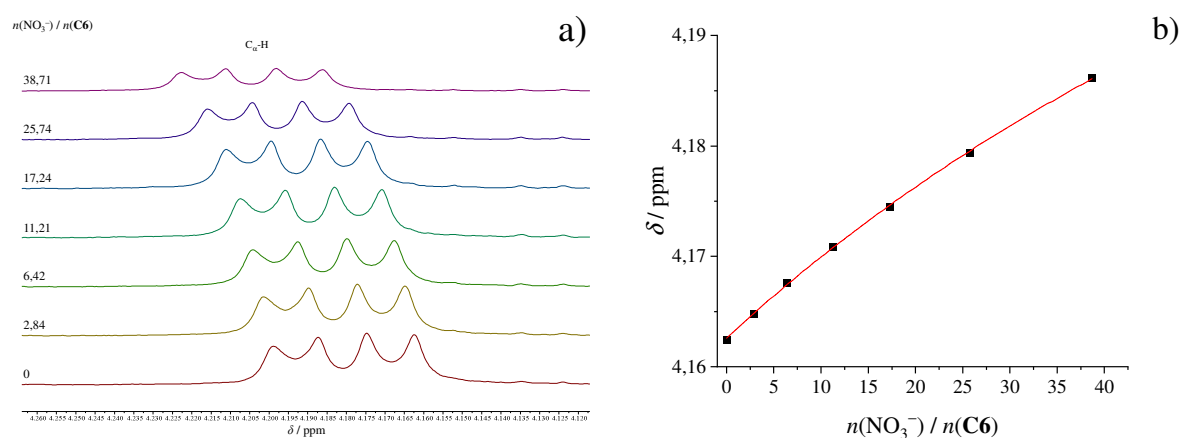 n(NO₃⁻) / n(C6)
a)
Cα-H
38,71
25,74
17,24
11,21
6,42
2,84
0
4.260 4.255 4.250 4.245 4.240 4.235 4.230 4.225 4.220 4.215 4.210 4.205 4.200 4.195 4.190 4.185 4.180 4.175 4.170 4.165 4.160 4.155 4.150 4.145 4.140 4.135 4.130 4.125 4.120
δ / ppm
b)
4,19
4,18
4,17
4,16
δ / ppm
0 5 10 15 20 25 30 35 40
n(NO₃⁻) / n(C6)